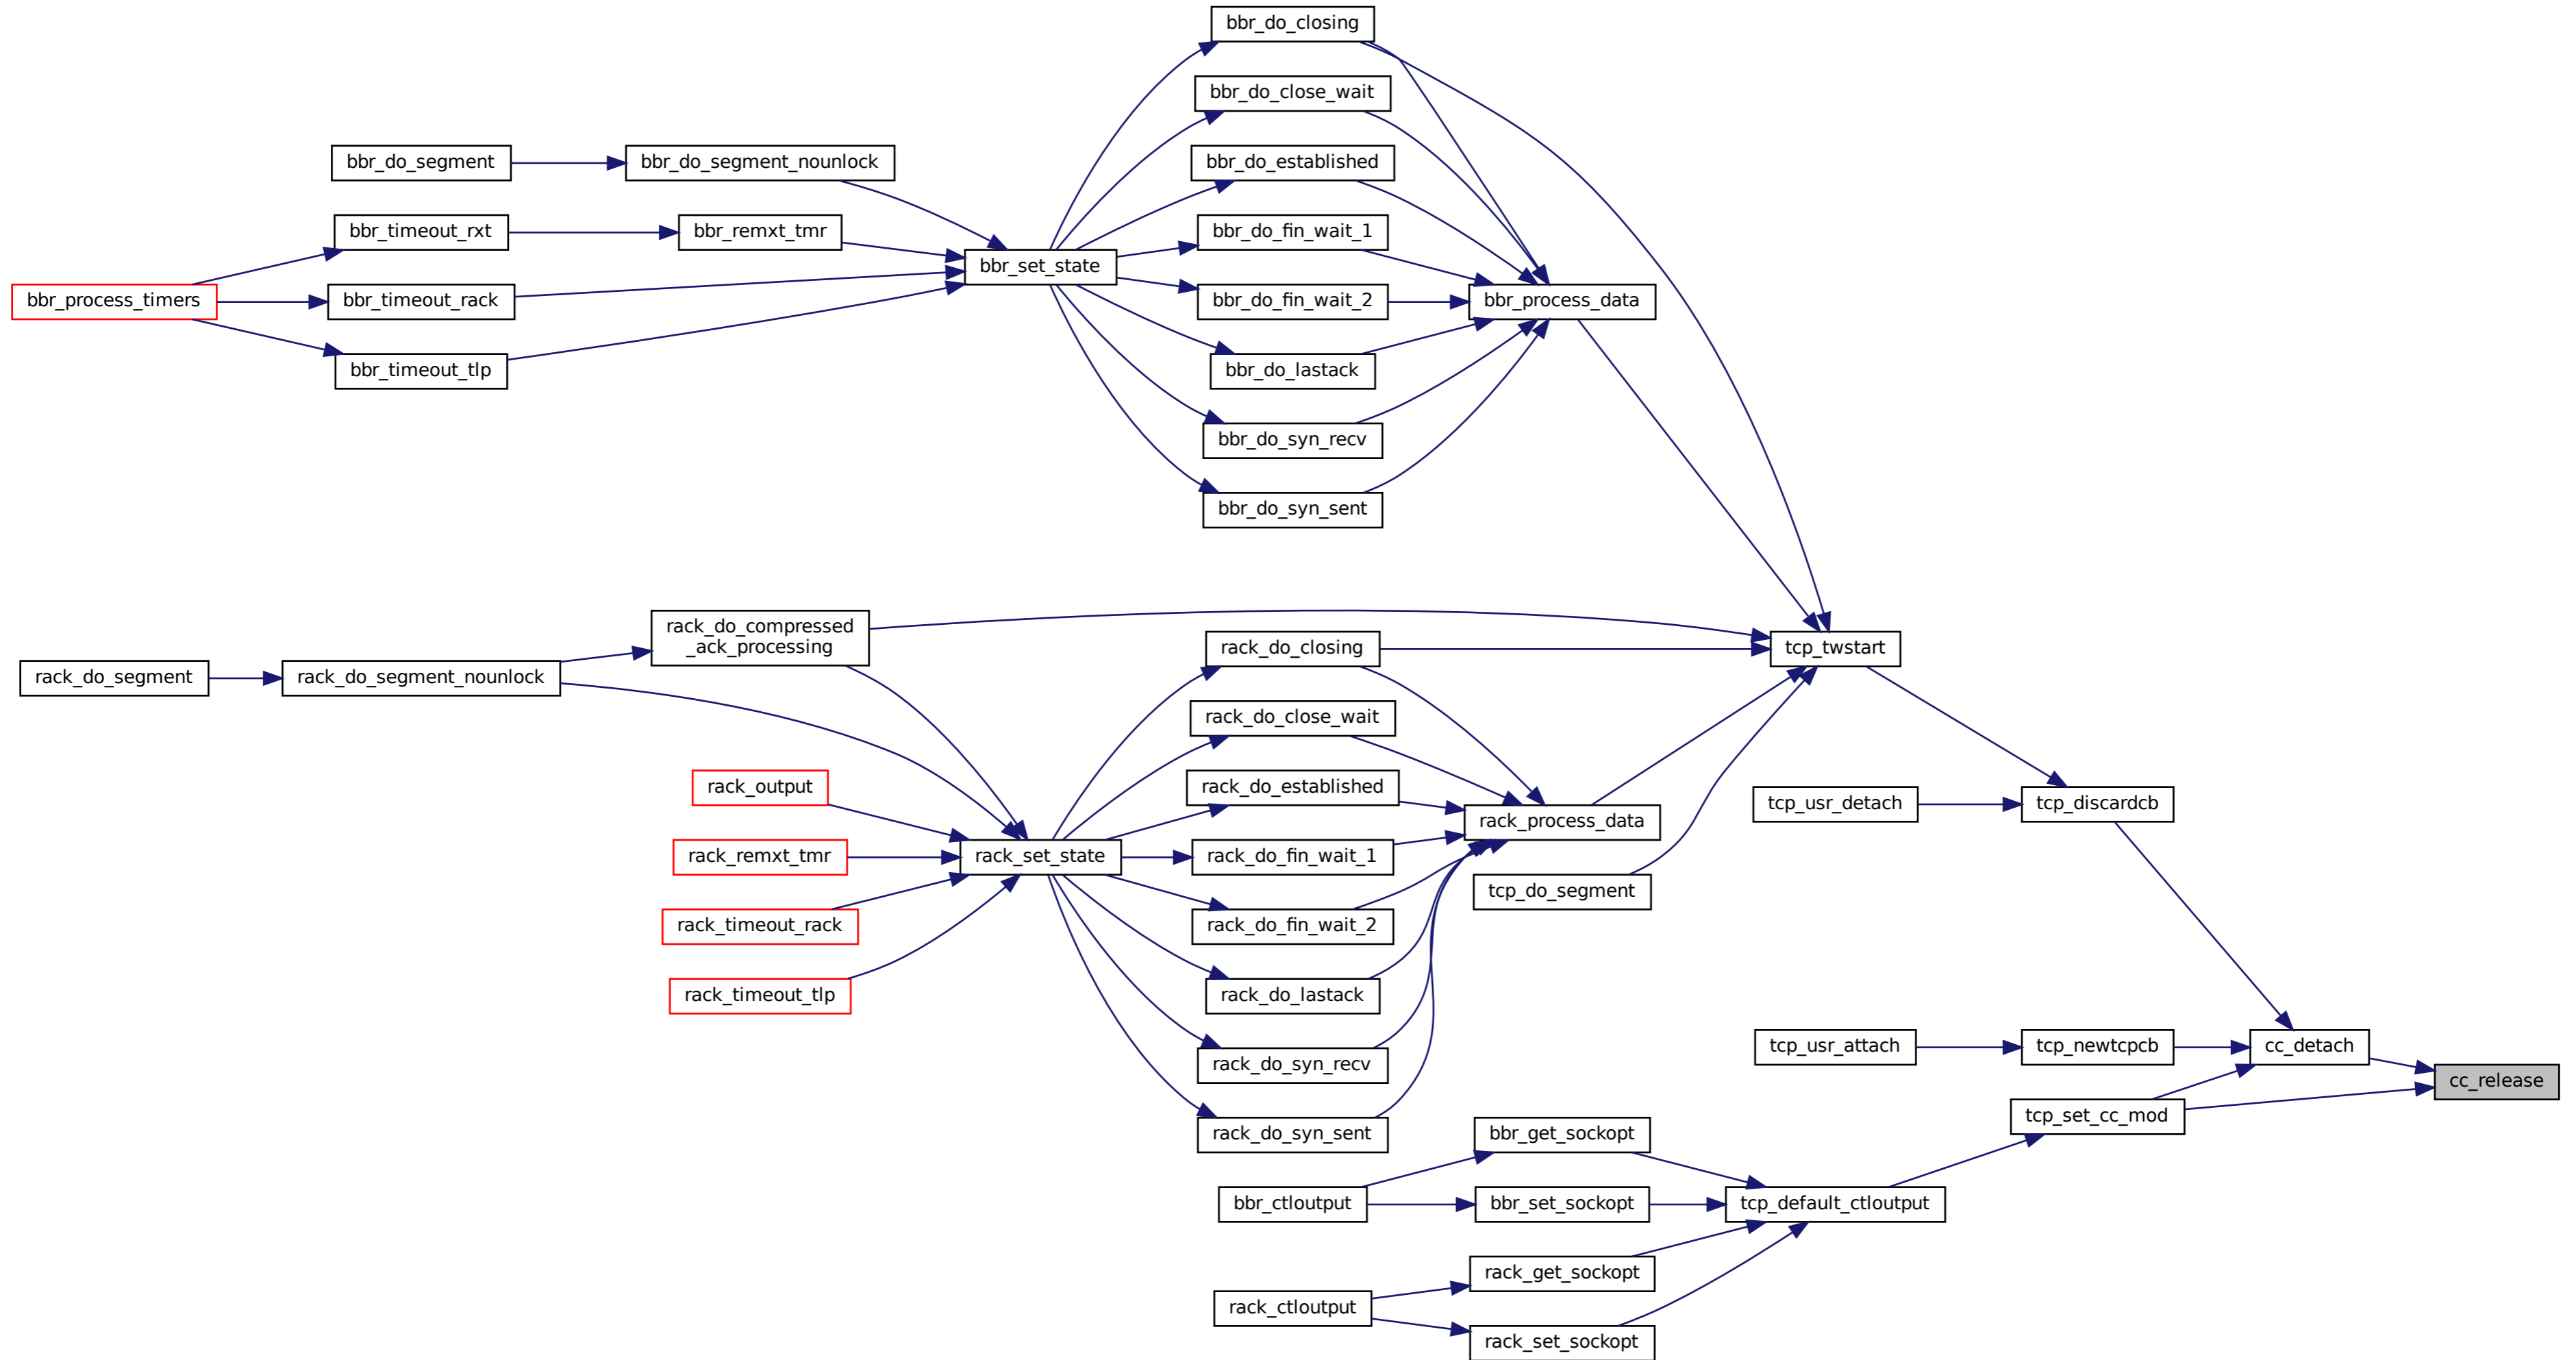 bbr_do_closing
bbr_do_close_wait
bbr_do_segment
bbr_do_segment_nounlock
bbr_do_established
bbr_timeout_rxt
bbr_remxt_tmr
bbr_do_fin_wait_1
bbr_set_state
bbr_process_timers
bbr_timeout_rack
bbr_do_fin_wait_2
bbr_process_data
bbr_timeout_tlp
bbr_do_lastack
bbr_do_syn_recv
bbr_do_syn_sent
rack_do_compressed
_ack_processing
rack_do_closing
tcp_twstart
rack_do_segment
rack_do_segment_nounlock
rack_do_close_wait
rack_output
rack_do_established
tcp_usr_detach
tcp_discardcb
rack_process_data
rack_remxt_tmr
rack_set_state
rack_do_fin_wait_1
tcp_do_segment
rack_timeout_rack
rack_do_fin_wait_2
rack_timeout_tlp
rack_do_lastack
tcp_usr_attach
tcp_newtcpcb
cc_detach
rack_do_syn_recv
cc_release
tcp_set_cc_mod
rack_do_syn_sent
bbr_get_sockopt
bbr_ctloutput
bbr_set_sockopt
tcp_default_ctloutput
rack_get_sockopt
rack_ctloutput
rack_set_sockopt